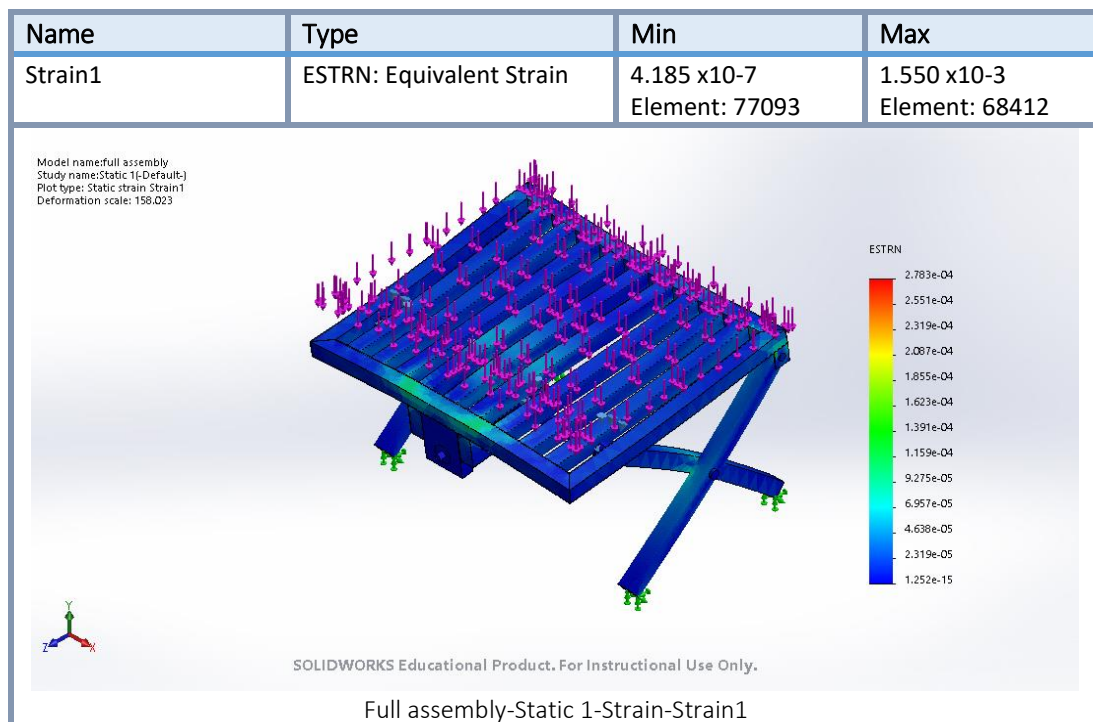 Name Type Min Max
Strain1 ESTRN: Equivalent Strain 4.185 x10-7 1.550 x10-3
Element: 77093 Element: 68412
Model name:full assembly
Study name:Static 1(-Default-)
Plot type: Static strain Strain1
Deformation scale: 158.023
ESTRN
2.783e-04
2.551e-04
2.319e-04
2.087e-04
1.855e-04
1.623e-04
1.391e-04
1.159e-04
9.275e-05
6.957e-05
4.638e-05
2.319e-05
1.252e-15
Y
Z X
SOLIDWORKS Educational Product. For Instructional Use Only.
Full assembly-Static 1-Strain-Strain1